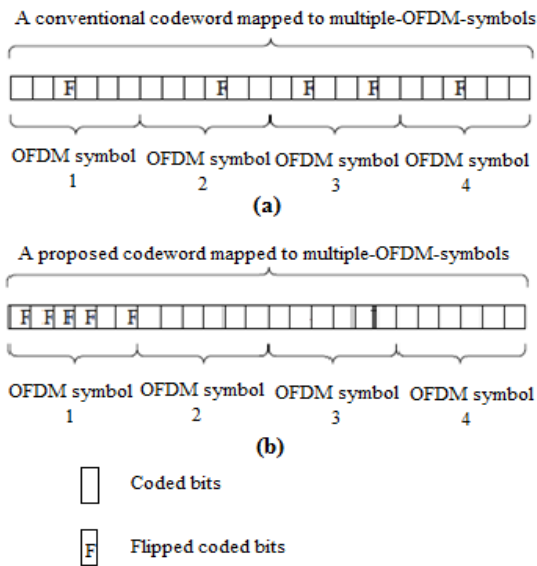 A conventional codeword mapped to multiple-OFDM-symbols
F F F F F
OFDM symbol OFDM symbol OFDM symbol OFDM symbol
1 2 3 4
(a)
A proposed codeword mapped to multiple-OFDM-symbols
F F F F F
OFDM symbol OFDM symbol OFDM symbol OFDM symbol
1 2 3 4
(b)
Coded bits
F Flipped coded bits